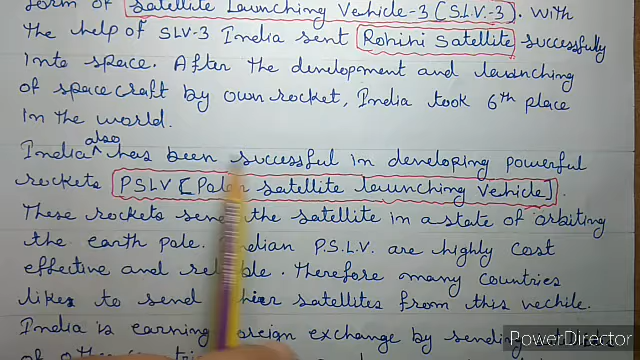 form of Satellite Launching Vehicle-3 (S.L.V.-3). With
the help of SLV-3 India sent Rohini Satellite successfully
into space. After the development and launching
of spacecraft by own rocket, India took 6th place
in the world.
India also has been successful in developing powerful
rockets PSLV [Polar satellite launching Vehicle].
These rockets send the satellite in a state of orbiting
the earth pole. Indian P.S.L.V. are highly cost
effective and reliable. Therefore many countries
likes to send their satellites from this vechile.
India is earning foreign exchange by sending
of other
PowerDirector